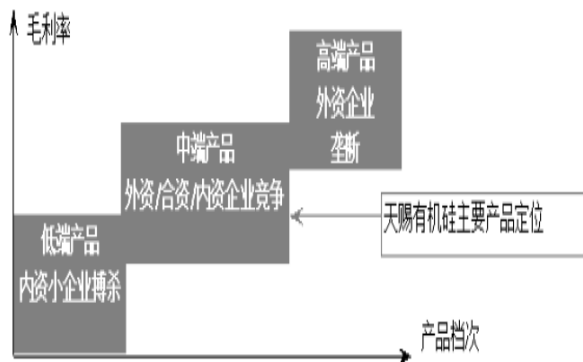 毛利率
高端产品
外资企业
垄断
中端产品
外资/合资/内资企业竞争
天赐有机硅主要产品定位
低端产品
内资小企业搏杀
产品档次